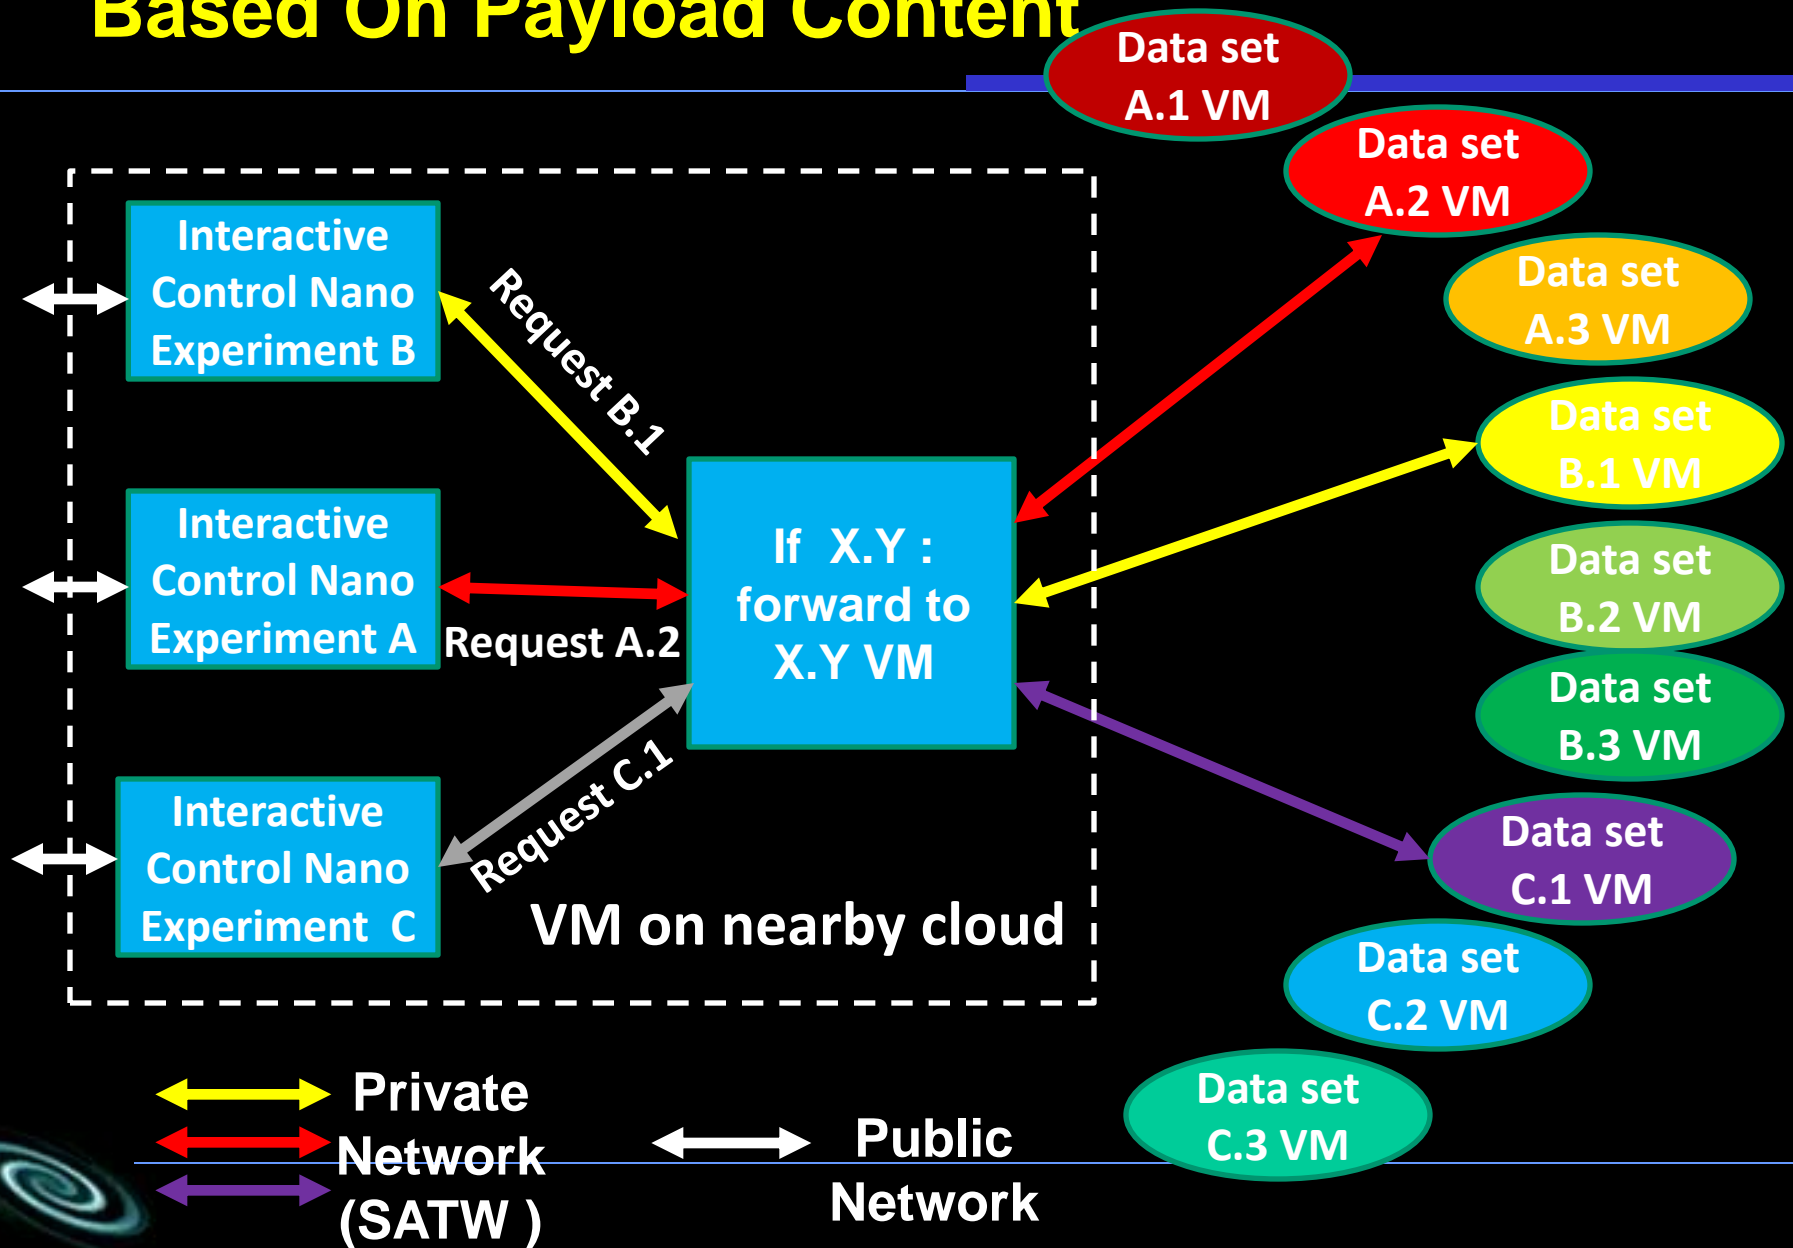 Based On Payload Content
Data set
A.1 VM
Data set
A.2 VM
Data set
A.3 VM
Data set
B.1 VM
Data set
B.2 VM
Data set
B.3 VM
Data set
C.1 VM
Data set
C.2 VM
Data set
C.3 VM
Interactive
Control Nano
Experiment B
Request B.1
Interactive
Control Nano
Experiment A
Request A.2
If X.Y :
forward to
X.Y VM
Interactive
Control Nano
Experiment C
Request C.1
VM on nearby cloud
Private
Network
(SATW )
Public
Network